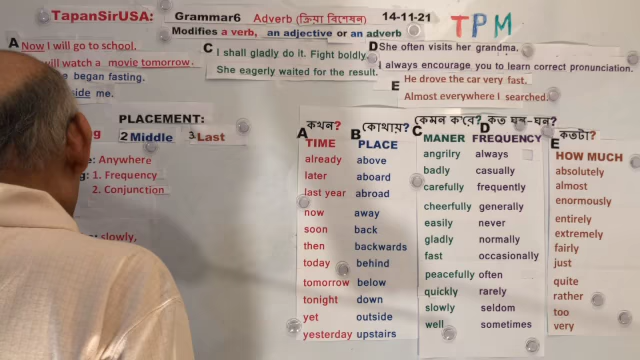 TapanSirUSA: Grammar6 Adverb (ক্রিয়া বিশেষন) 14-11-21
TPM
Modifies a verb, an adjective or an adverb
A Now I will go to school.
will watch a movie tomorrow.
began fasting.
side me.
C I shall gladly do it. Fight boldly.
She eagerly waited for the result.
D She often visits her grandma.
I always encourage you to learn correct pronunciation.
E He drove the car very fast.
Almost everywhere I searched.
PLACEMENT:
2 Middle 3 Last
: Anywhere
: 1. Frequency
2. Conjunction
slowly,
কখন? কোথায়? কেমন ক'রে? কত ঘন-ঘন? কতটা?
A TIME
already
later
last year
now
soon
then
today
tomorrow
tonight
yet
yesterday
B PLACE
above
aboard
abroad
away
back
backwards
behind
below
down
outside
upstairs
C MANER
angrilry
badly
carefully
cheerfully
easily
gladly
fast
peacefully
quickly
slowly
well
D FREQUENCY
always
casually
frequently
generally
never
normally
occasionally
often
rarely
seldom
sometimes
E HOW MUCH
absolutely
almost
enormously
entirely
extremely
fairly
just
quite
rather
too
very